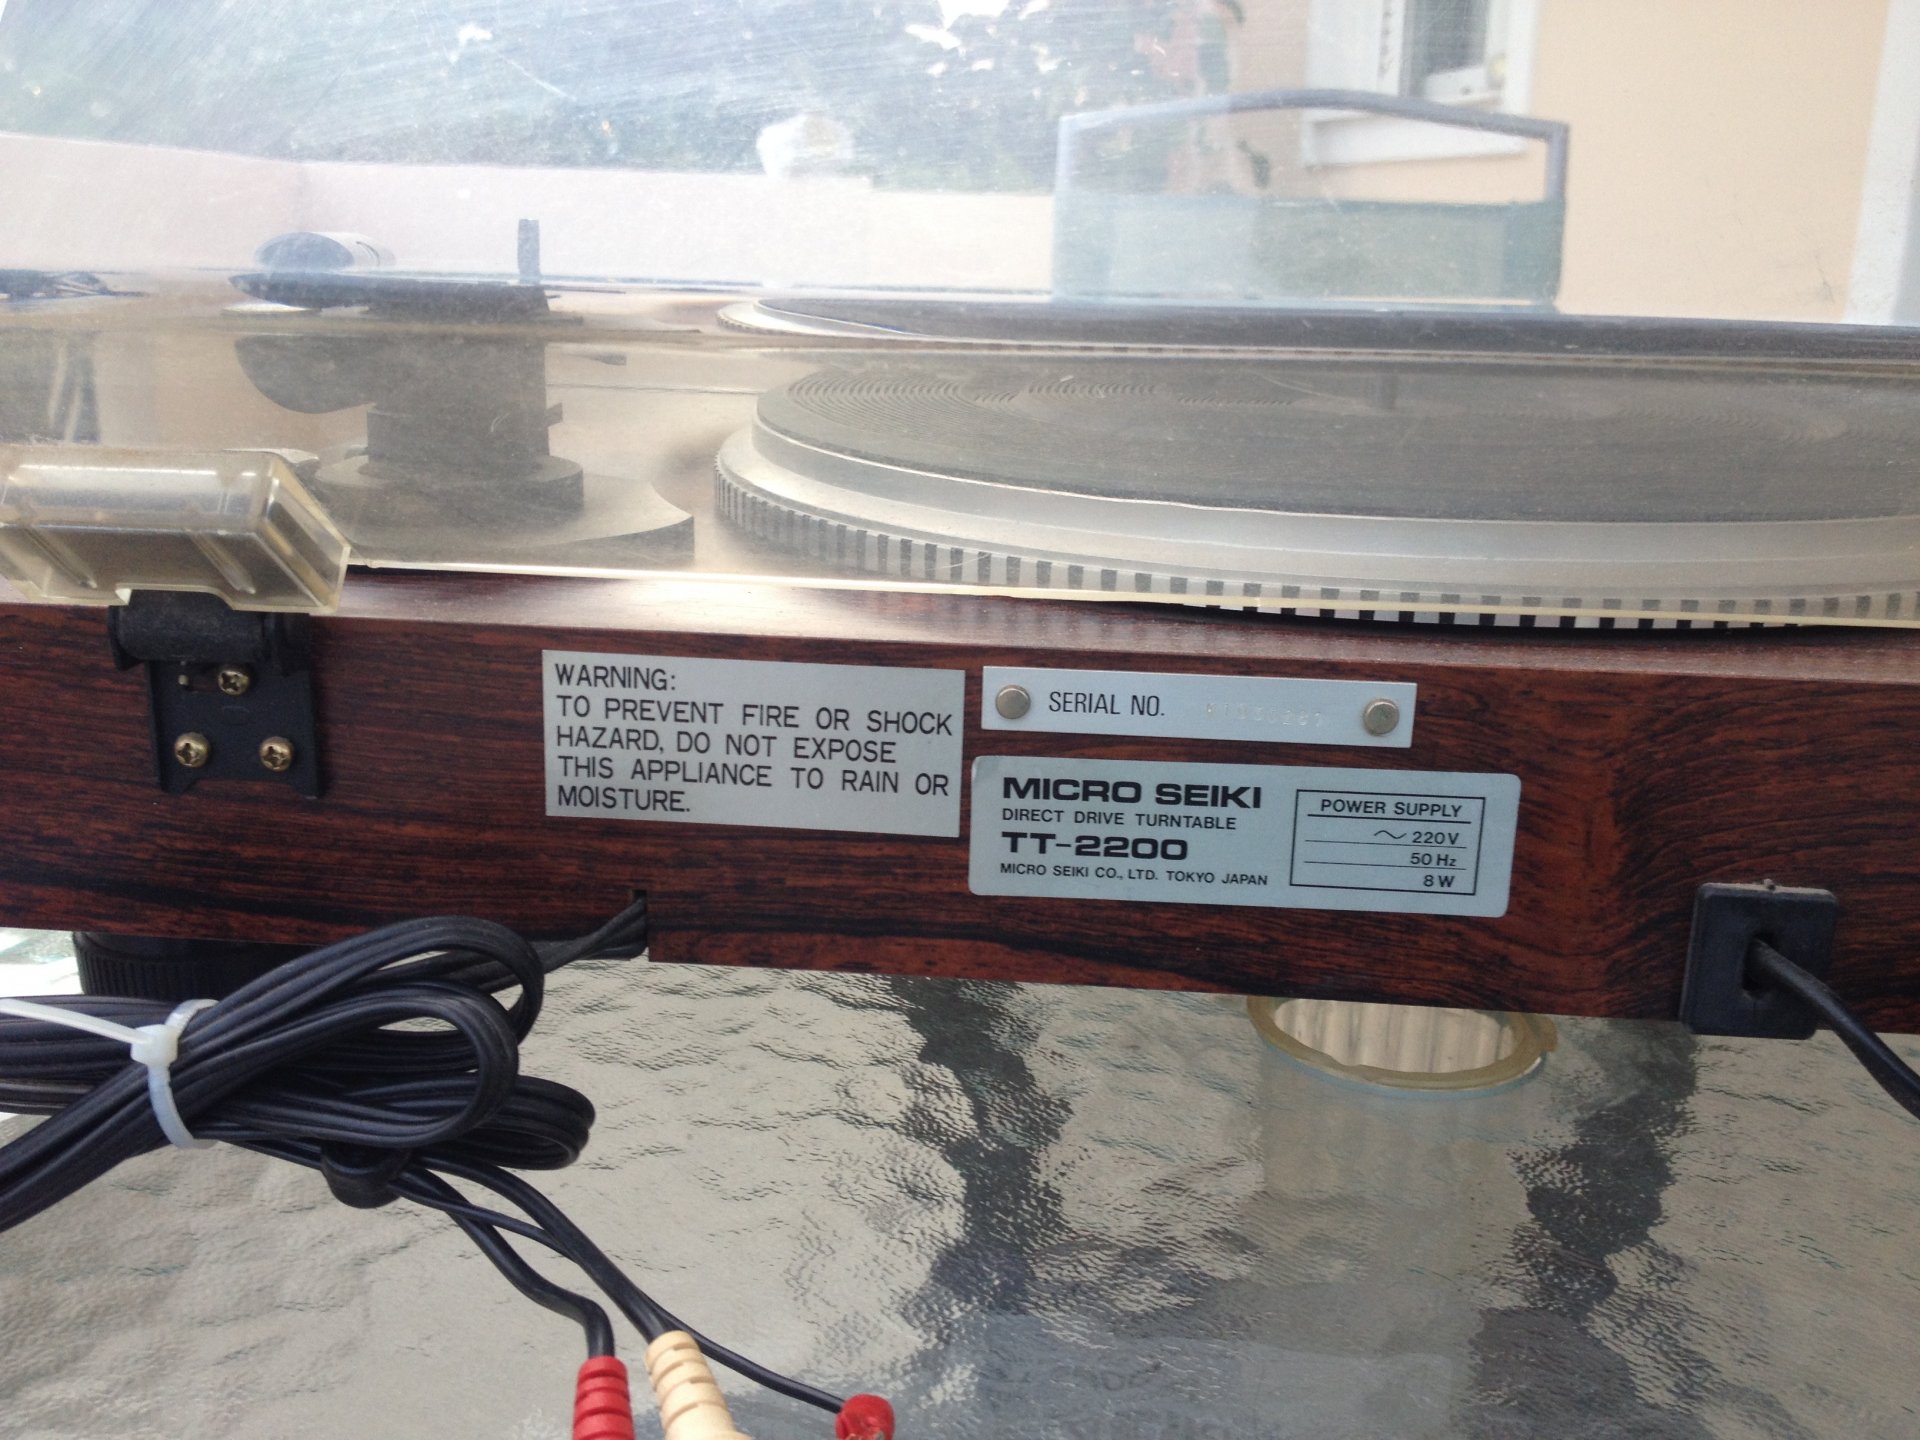 WARNING:
TO PREVENT FIRE OR SHOCK
HAZARD, DO NOT EXPOSE
THIS APPLIANCE TO RAIN OR
MOISTURE.
SERIAL NO.
MICRO SEIKI
DIRECT DRIVE TURNTABLE
TT-2200
MICRO SEIKI CO., LTD. TOKYO JAPAN
POWER SUPPLY
~ 220V
50 Hz
8 W